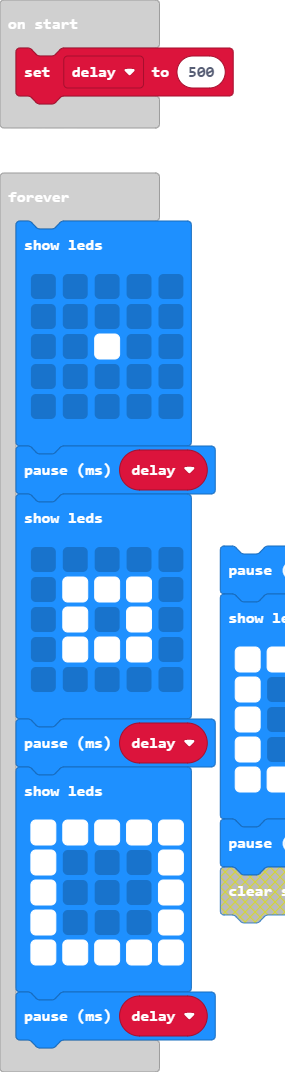 on start
set delay to 500
forever
show leds
pause (ms) delay
show leds
pause (ms) delay
show leds
pause (ms) delay
pause (
show le
pause (
clear s